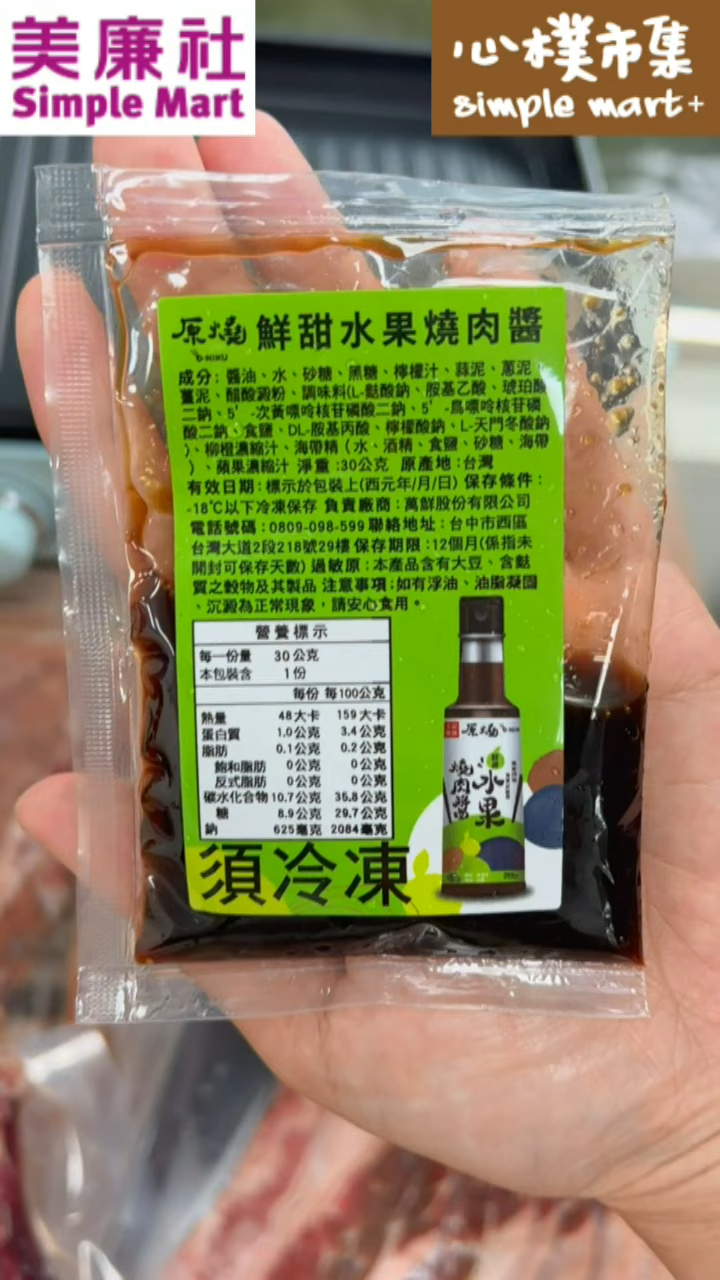 美廉社
Simple Mart
心樸市集
simple mart+
原燒 鮮甜水果燒肉醬
O-NIKU
成分：醬油、水、砂糖、黑糖、檸檬汁、蒜泥、蔥泥、
薑泥、醋酸澱粉、調味料(L-麩酸鈉、胺基乙酸、琥珀酸
二鈉、5’-次黃嘌呤核苷磷酸二鈉、5’-鳥嘌呤核苷磷
酸二鈉、食鹽、DL-胺基丙酸、檸檬酸鈉、L-天門冬酸鈉
)、柳橙濃縮汁、海帶精（水、酒精、食鹽、砂糖、海帶
）、蘋果濃縮汁 淨重:30公克 原產地:台灣
有效日期：標示於包裝上(西元年/月/日) 保存條件：
-18℃以下冷凍保存 負責廠商：萬鮮股份有限公司
電話號碼：0809-098-599 聯絡地址：台中市西區
台灣大道2段218號29樓 保存期限：12個月(係指未
開封可保存天數) 過敏原：本產品含有大豆、含麩
質之穀物及其製品 注意事項:如有浮油、油脂凝固
、沉澱為正常現象，請安心食用。
營養標示
每一份量 30公克
本包裝含 1份
每份 每100公克
熱量 48大卡 159大卡
蛋白質 1.0公克 3.4公克
脂肪 0.1公克 0.2公克
飽和脂肪 0公克 0公克
反式脂肪 0公克 0公克
碳水化合物 10.7公克 35.8公克
糖 8.9公克 29.7公克
鈉 625毫克 2084毫克
須冷凍
原燒
水果
燒肉醬